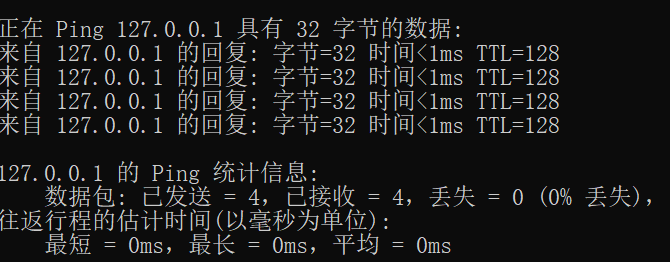 正在 Ping 127.0.0.1 具有 32 字节的数据:
来自 127.0.0.1 的回复: 字节=32 时间<1ms TTL=128
来自 127.0.0.1 的回复: 字节=32 时间<1ms TTL=128
来自 127.0.0.1 的回复: 字节=32 时间<1ms TTL=128
来自 127.0.0.1 的回复: 字节=32 时间<1ms TTL=128
127.0.0.1 的 Ping 统计信息:
数据包: 已发送 = 4，已接收 = 4，丢失 = 0 (0% 丢失)，
往返行程的估计时间(以毫秒为单位):
最短 = 0ms，最长 = 0ms，平均 = 0ms